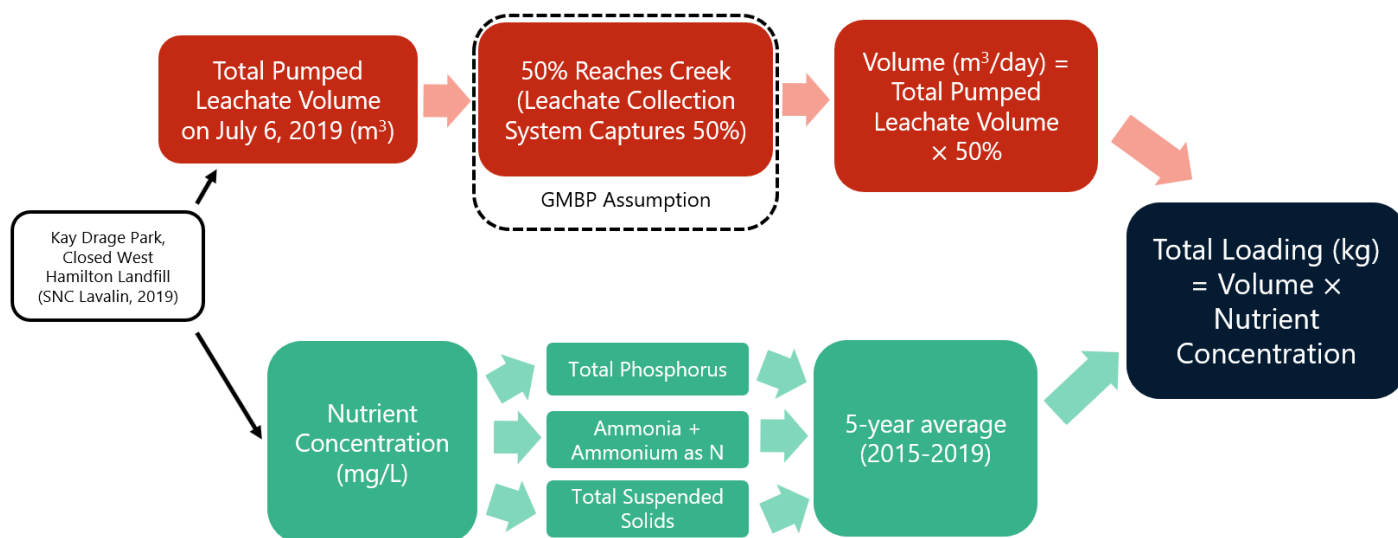 Total Pumped
Leachate Volume
on July 6, 2019 (m³)
50% Reaches Creek
(Leachate Collection
System Captures 50%)
GMBP Assumption
Volume (m³/day) =
Total Pumped
Leachate Volume
× 50%
Kay Drage Park,
Closed West
Hamilton Landfill
(SNC Lavalin, 2019)
Total Loading (kg)
= Volume ×
Nutrient
Concentration
Nutrient
Concentration
(mg/L)
Total Phosphorus
Ammonia +
Ammonium as N
Total Suspended
Solids
5-year average
(2015-2019)